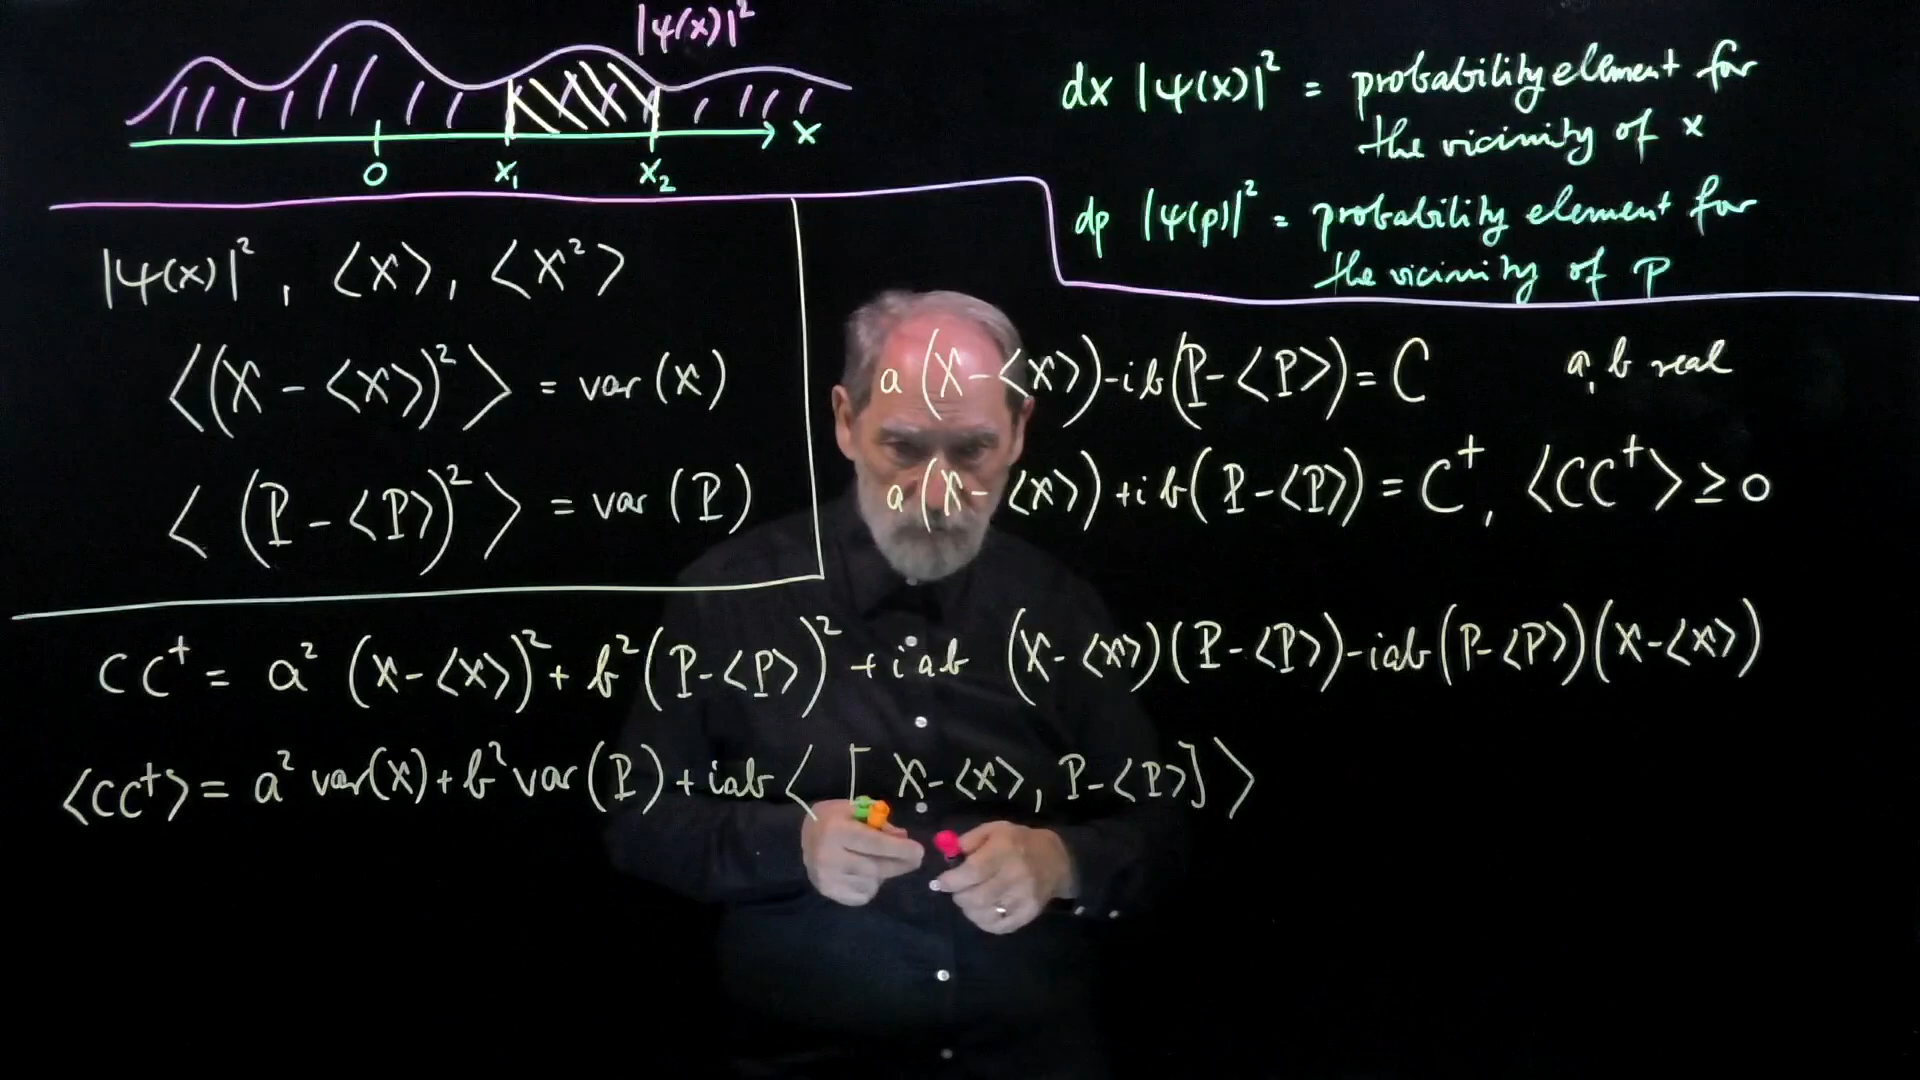 |ψ(x)|²
0 x₁ x₂ x
dx |ψ(x)|² = probability element for
the vicinity of x
dp |ψ(p)|² = probability element for
the vicinity of p
|ψ(x)|², ⟨X⟩, ⟨X²⟩
⟨(X - ⟨X⟩)²⟩ = var(X)
⟨(P - ⟨P⟩)²⟩ = var(P)
a(X-⟨X⟩)-ib(P-⟨P⟩)= C a, b real
a(X-⟨X⟩)+ib(P-⟨P⟩)= C†, ⟨CC†⟩ ≥ 0
CC† = a² (X-⟨X⟩)² + b²(P-⟨P⟩)² + iab (X-⟨X⟩)(P-⟨P⟩)-iab(P-⟨P⟩)(X-⟨X⟩)
⟨CC†⟩ = a² var(X)+b² var(P)+iab⟨[X-⟨X⟩, P-⟨P⟩]⟩